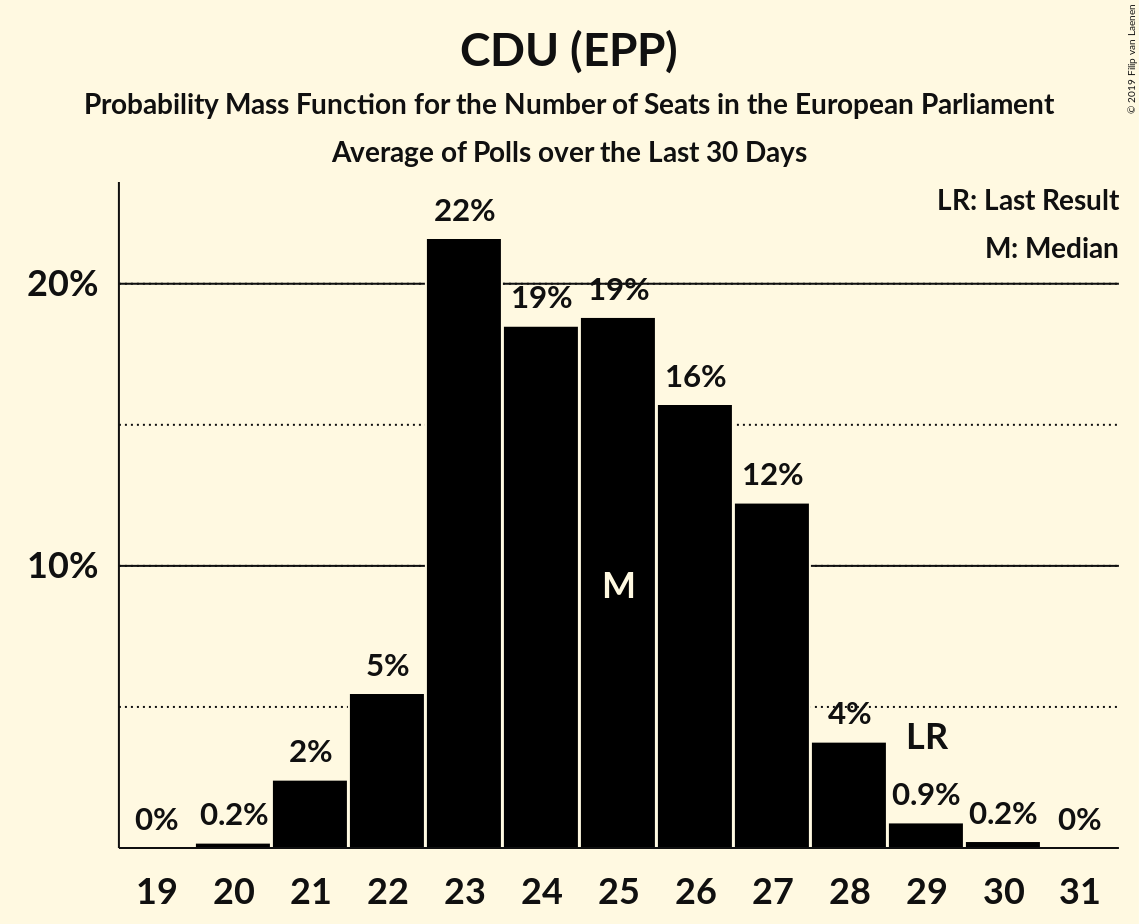 CDU (EPP)
Probability Mass Function for the Number of Seats in the European Parliament
Average of Polls over the Last 30 Days
© 2019 Filip van Laenen
LR: Last Result
M: Median
20%
10%
0%
0.2%
2%
5%
22%
19%
19%
16%
12%
4%
0.9%
0.2%
0%
M
LR
19 20 21 22 23 24 25 26 27 28 29 30 31